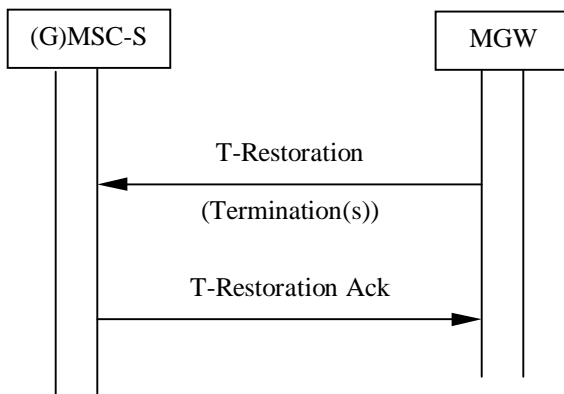 (G)MSC-S
MGW
T-Restoration
(Termination(s))
T-Restoration Ack